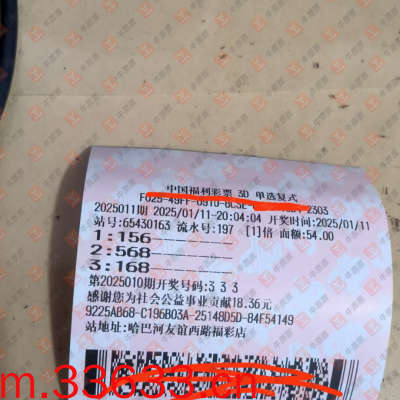 中国福利彩票 3D 单选复式
2025011期 2025/01/11-20:04:04 开奖时间:2025/01/11
站号:65430163 流水号:197 [1]倍 面额:54.00
1:156
2:568
3:168
第2025010期开奖号码:3 3 3
感谢您为社会公益事业贡献18.36元
9225AB68-C196B03A-25148D5D-84F54149
站地址:哈巴河友谊西路福彩店